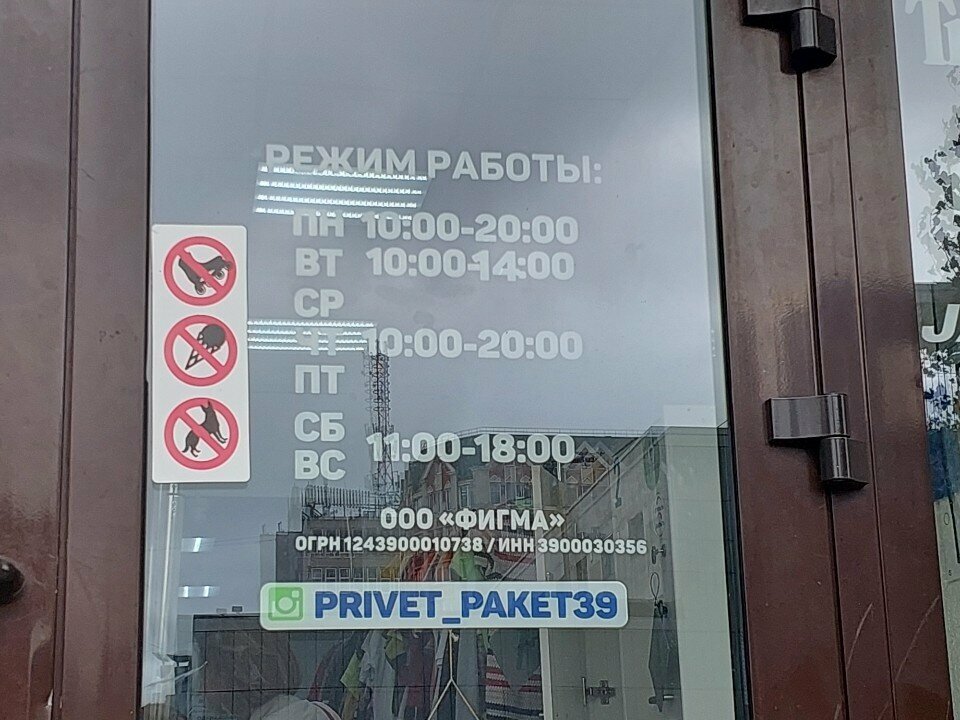 РЕЖИМ РАБОТЫ:
ПН 10:00-20:00
ВТ 10:00-14:00
СР
ЧТ 10:00-20:00
ПТ
СБ
ВС 11:00-18:00
ООО «ФИГМА»
ОГРН 1243900010738 / ИНН 3900030356
PRIVET_PAKET39